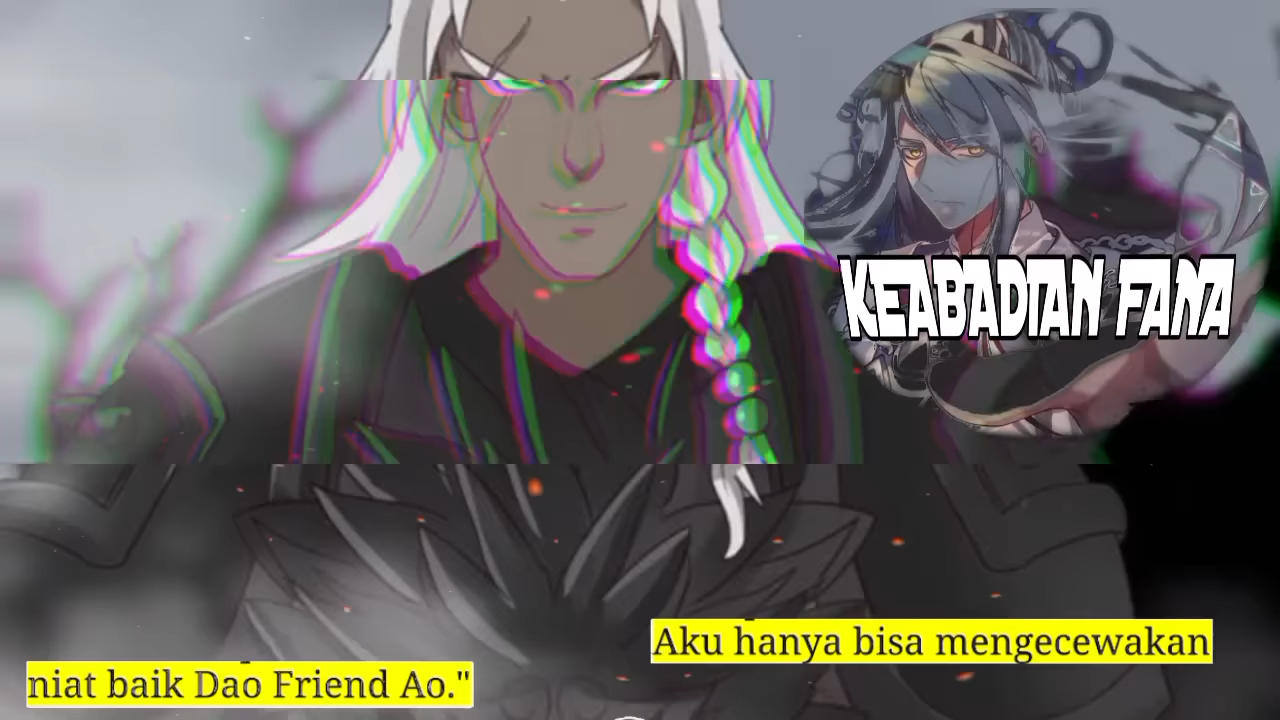 KEABADIAN FANA
Aku hanya bisa mengecewakan
niat baik Dao Friend Ao."